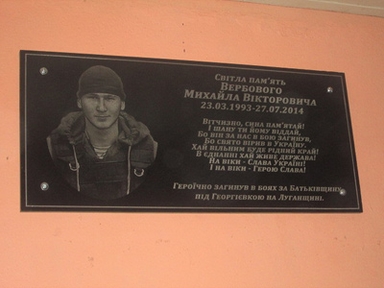 Світла пам'ять
Вербового
Михайла Вікторовича
23.03.1993-27.07.2014
Вітчизно, сина пам'ятай!
І шану ти йому віддай,
Бо він за нас в бою загинув,
Бо свято вірив в Україну.
Хай вільним буде рідний край!
В єднанні хай живе держава!
На віки - Слава Україні!
І на віки - Герою Слава!
Героїчно загинув в боях за Батьківщину
під Георгієвкою на Луганщині.